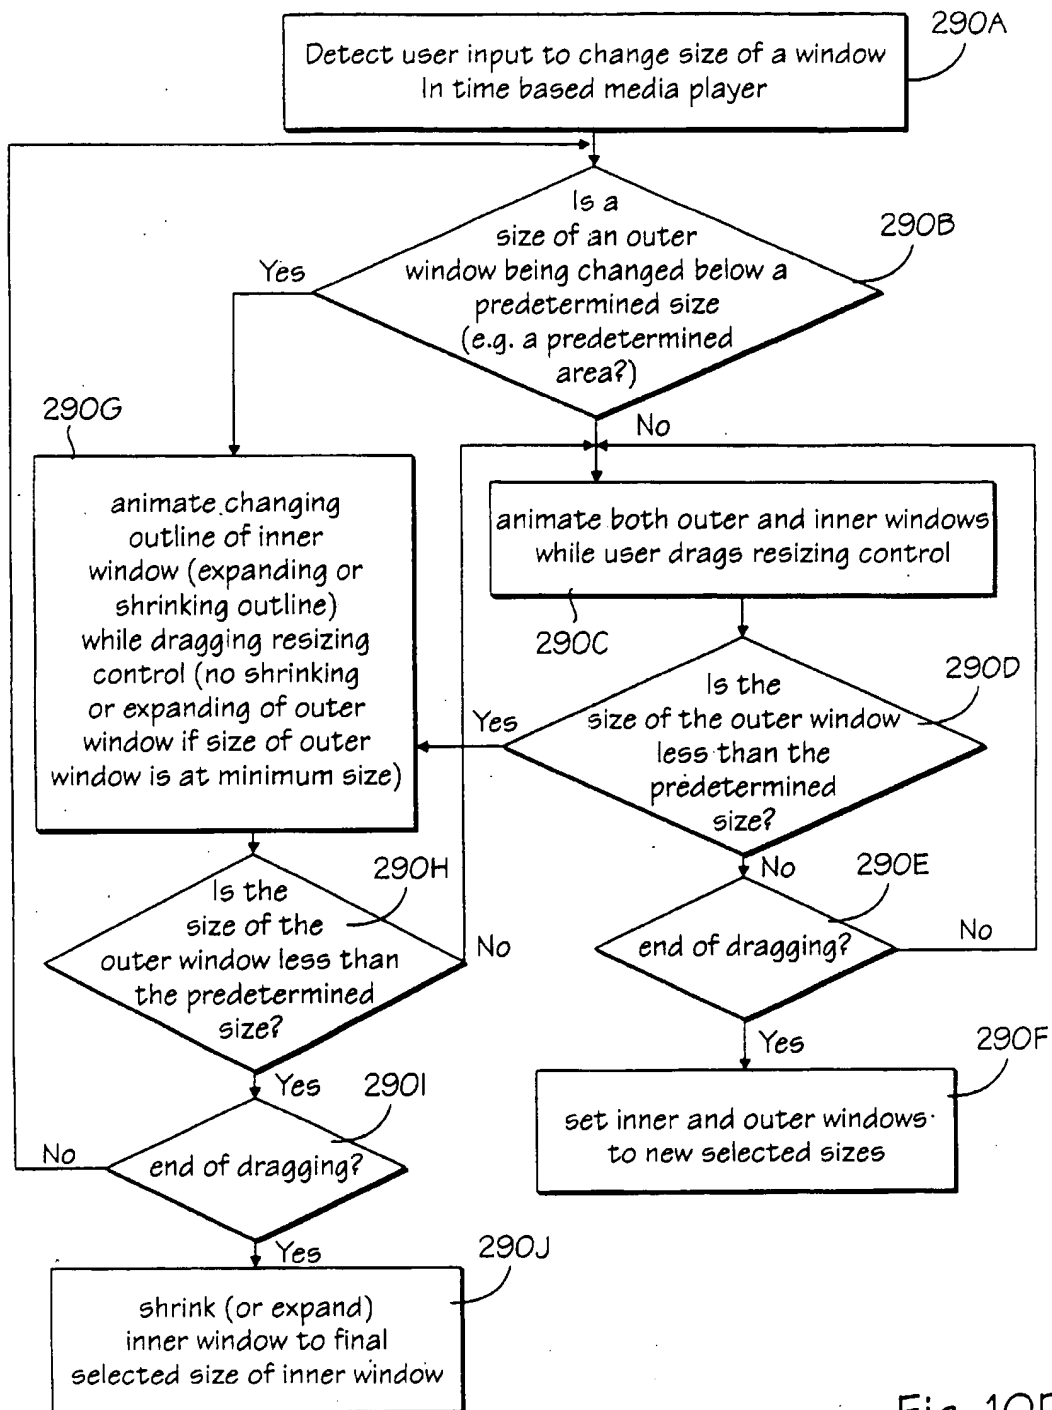 290A
Detect user input to change size of a window
In time based media player
290B
Is a
size of an outer
window being changed below a
predetermined size
(e.g. a predetermined
area?)
Yes
No
290G
animate changing
outline of inner
window (expanding or
shrinking outline)
while dragging resizing
control (no shrinking
or expanding of outer
window if size of outer
window is at minimum size)
animate both outer and inner windows
while user drags resizing control
290C
290D
Is the
size of the outer window
less than the
predetermined
size?
Yes
No
290H
Is the
size of the
outer window less than
the predetermined
size?
No
Yes
290E
end of dragging?
No
Yes
290F
set inner and outer windows
to new selected sizes
290I
end of dragging?
No
Yes
290J
shrink (or expand)
inner window to final
selected size of inner window